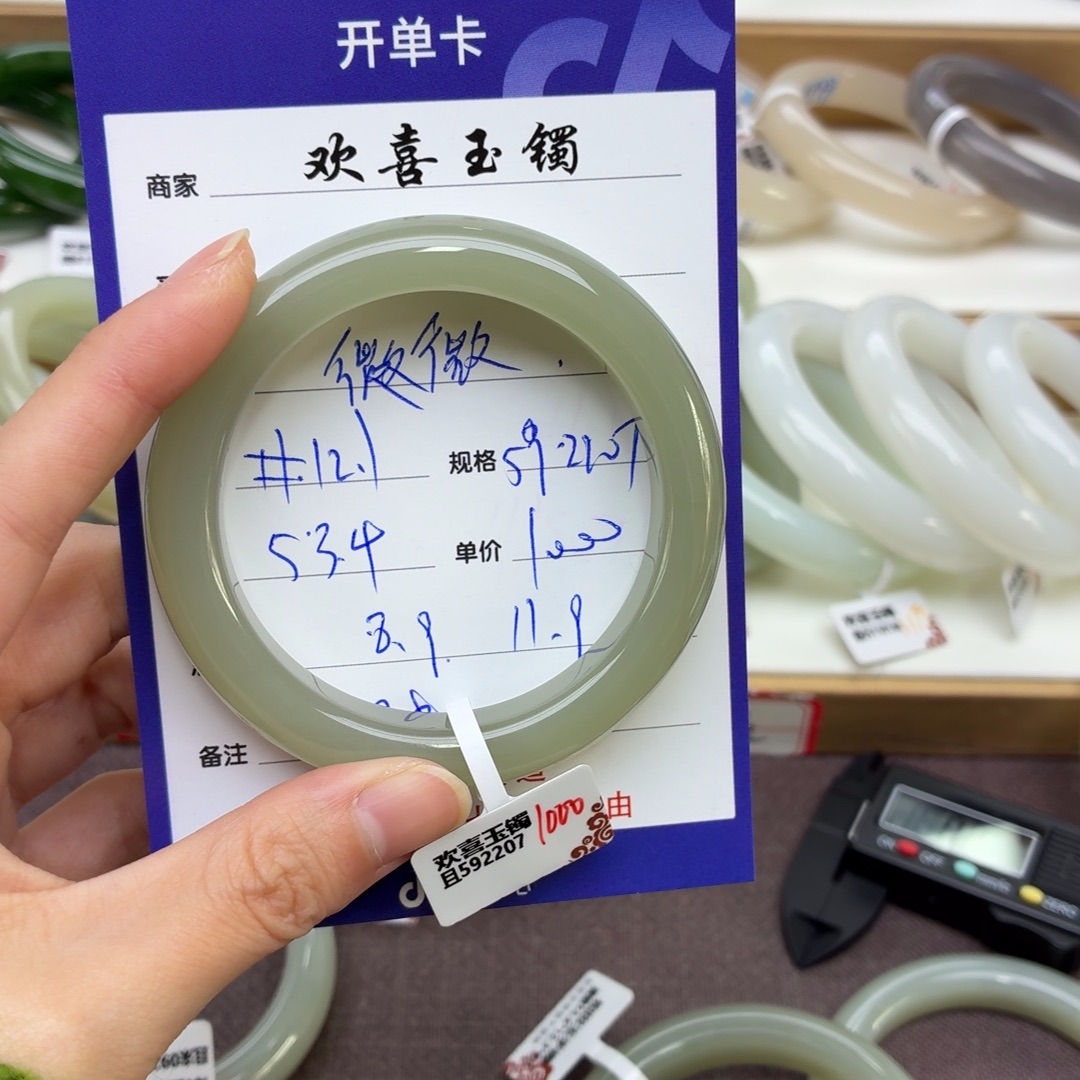 开单卡
商家 欢喜玉镯
微微
#12.1 规格 592207
53.4 单价 1000
8.9 11.9
备注
由
欢喜玉镯 1000
且592207